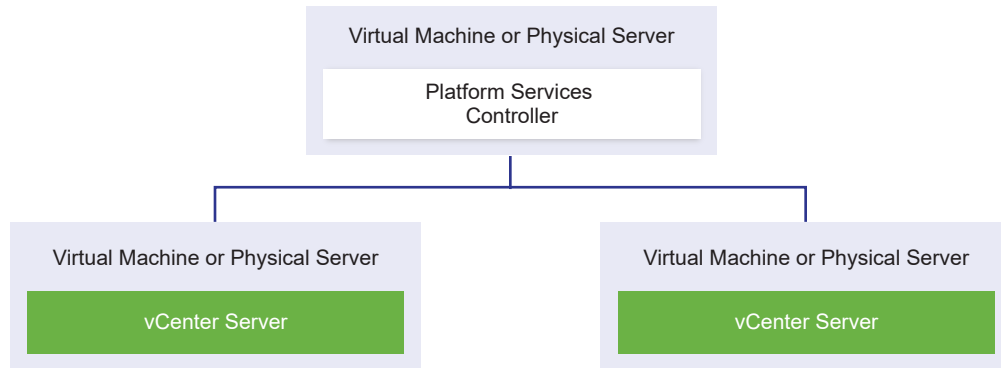 Virtual Machine or Physical Server
Platform Services
Controller
Virtual Machine or Physical Server
vCenter Server
Virtual Machine or Physical Server
vCenter Server